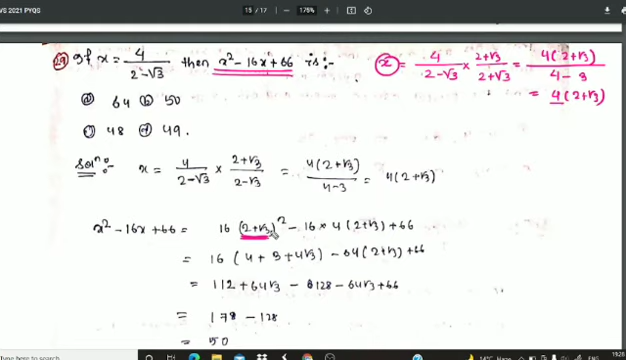 VS 2021 PYQS
15 / 17
175%
29 If x = 4/(2-√3) then x² - 16x + 66 is:-
x = 4/(2-√3) × (2+√3)/(2+√3) = 4(2+√3)/(4-3)
= 4(2+√3)
a 64 b 50
c 48 d 49.
Solnᵒ:- x = 4/(2-√3) × (2+√3)/(2-√3) = 4(2+√3)/(4-3) = 4(2+√3)
x² - 16x + 66 = 16 (2+√3)² - 16 × 4 (2+√3) + 66
= 16 (4 + 3 + 4√3) - 64 (2+√3) + 66
= 112 + 64√3 - 128 - 64√3 + 66
= 178 - 128
= 50
Type here to search
14°C Haze